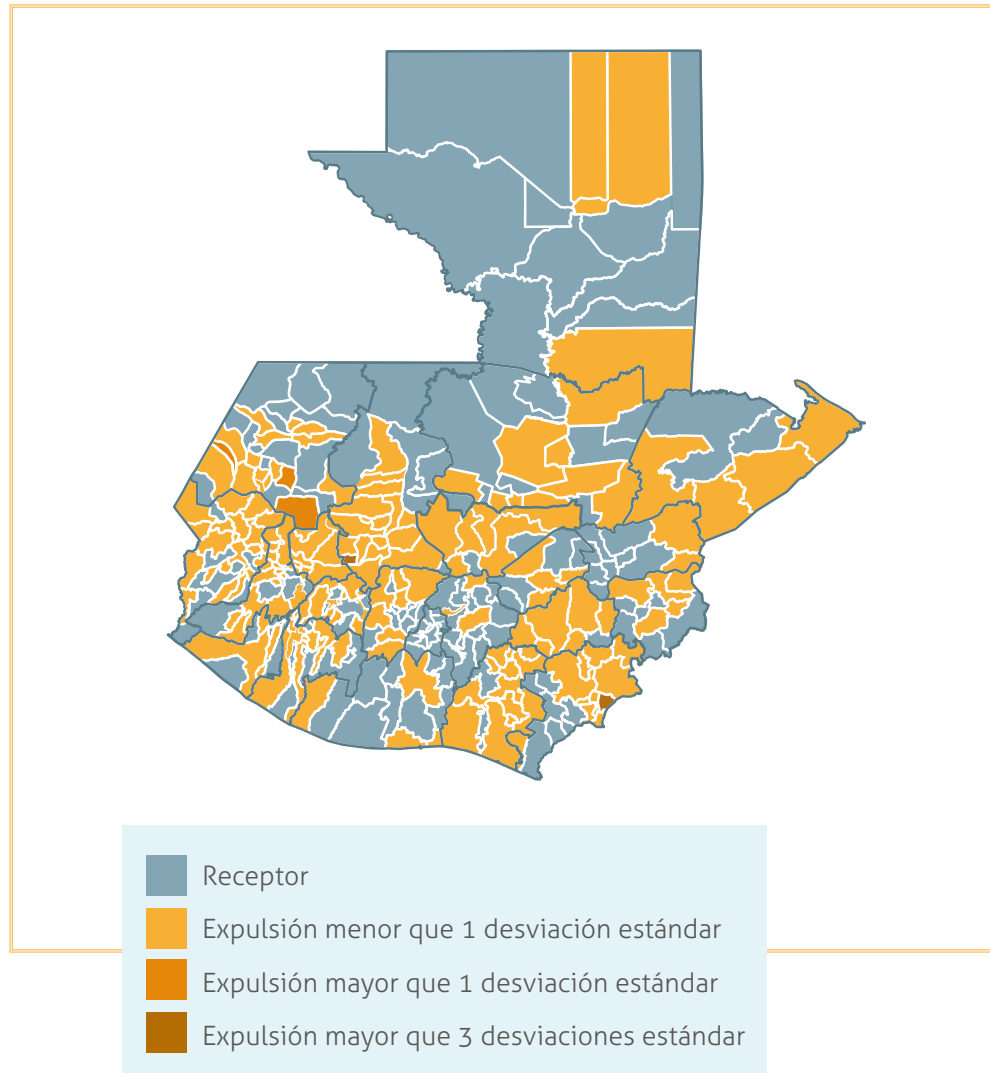 Receptor
Expulsión menor que 1 desviación estándar
Expulsión mayor que 1 desviación estándar
Expulsión mayor que 3 desviaciones estándar